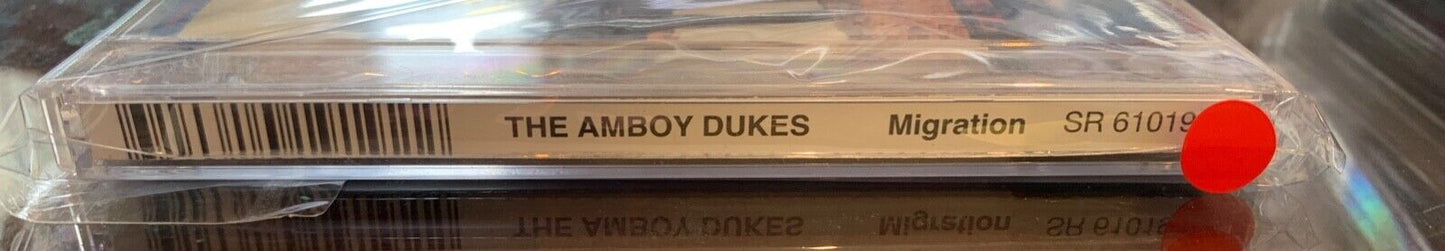 THE AMBOY DUKES Migration SR 61019